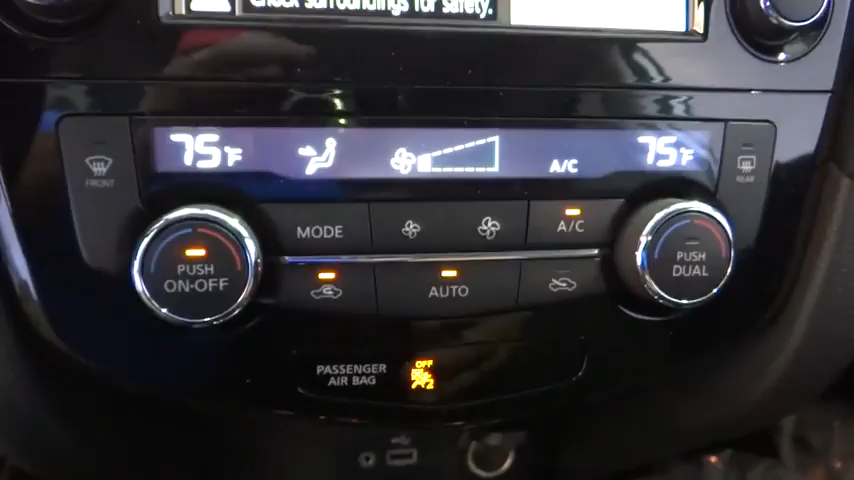 Check surroundings for safety.
75°F A/C 75°F
FRONT
REAR
MODE
A/C
PUSH
ON·OFF
AUTO
PUSH
DUAL
PASSENGER
AIR BAG
OFF
2